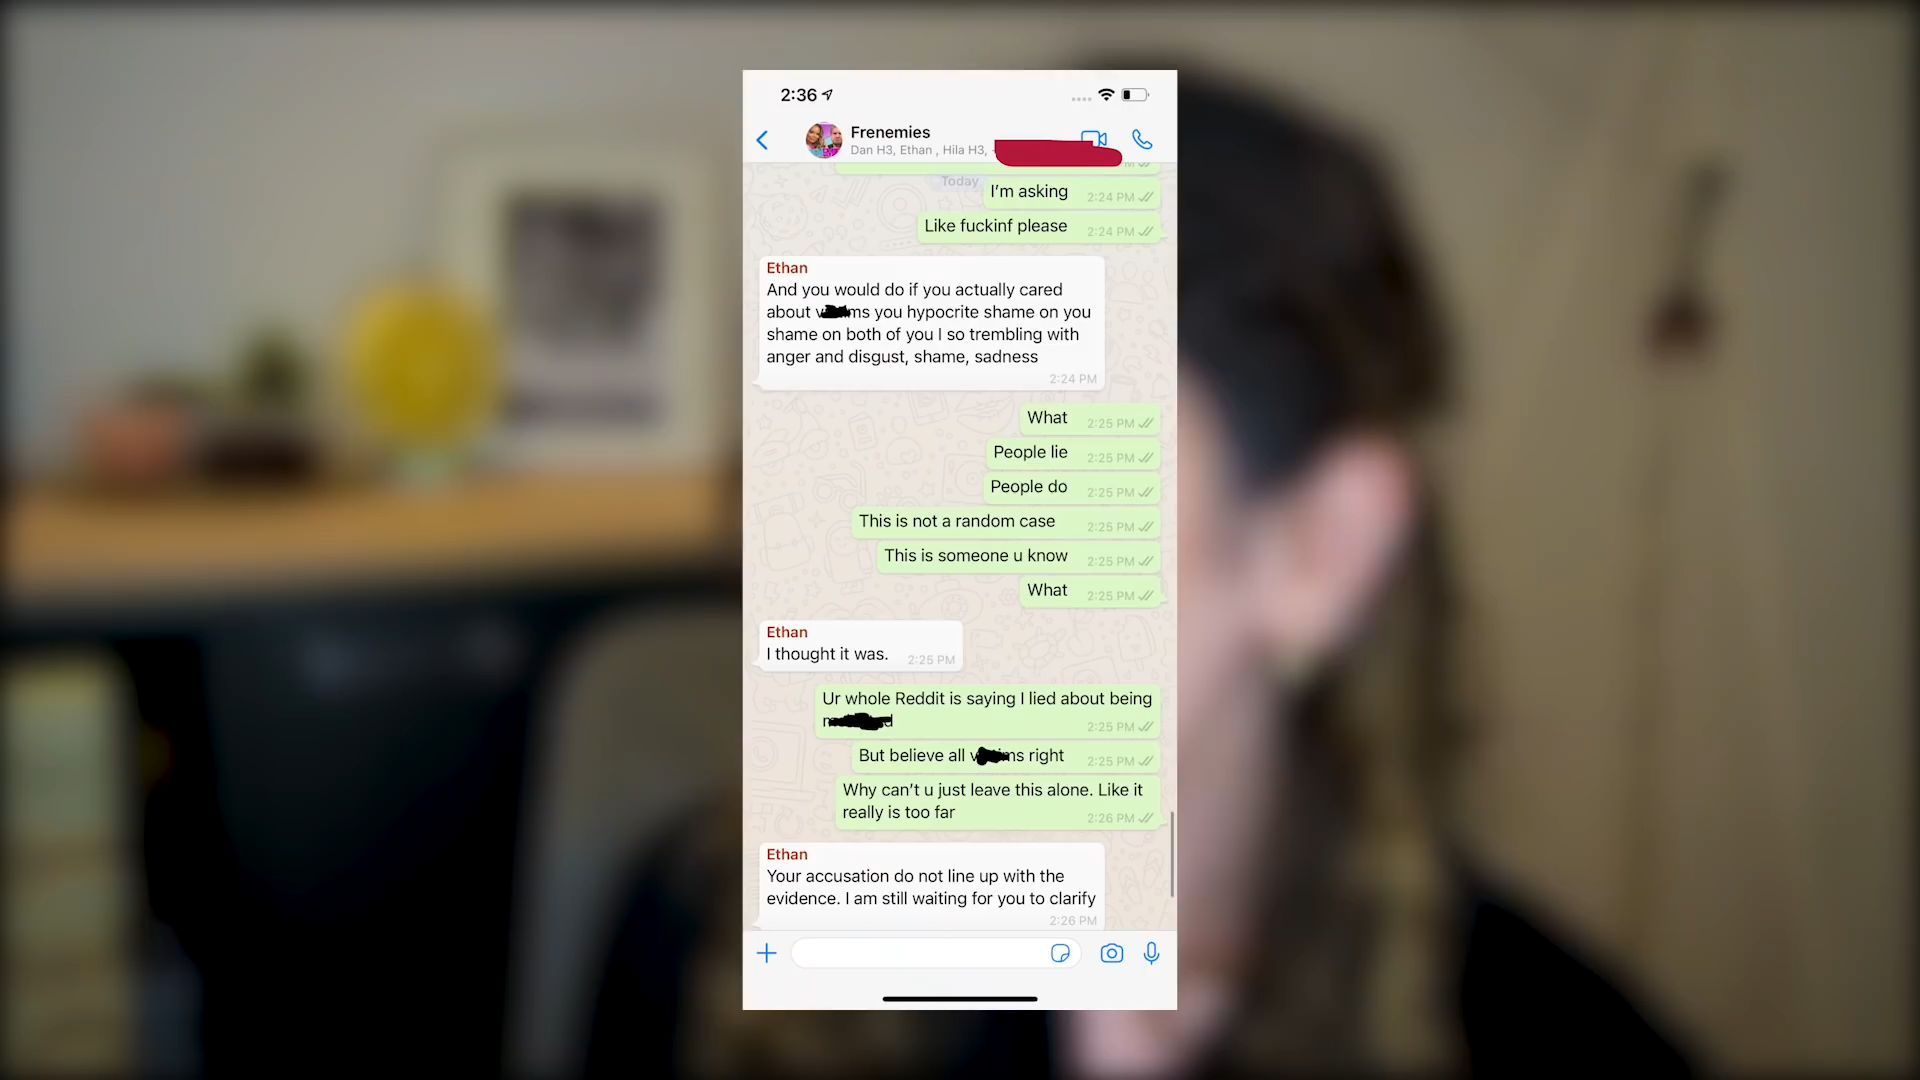 2:36
Frenemies
Dan H3, Ethan , Hila H3,
Today
I'm asking
2:24 PM
Like fuckinf please
2:24 PM
Ethan
And you would do if you actually cared
about you hypocrite shame on you
shame on both of you I so trembling with
anger and disgust, shame, sadness
2:24 PM
What
2:25 PM
People lie
2:25 PM
People do
2:25 PM
This is not a random case
2:25 PM
This is someone u know
2:25 PM
What
2:25 PM
Ethan
I thought it was.
2:25 PM
Ur whole Reddit is saying I lied about being
2:25 PM
But believe all right
2:25 PM
Why can't u just leave this alone. Like it
really is too far
2:26 PM
Ethan
Your accusation do not line up with the
evidence. I am still waiting for you to clarify
2:26 PM